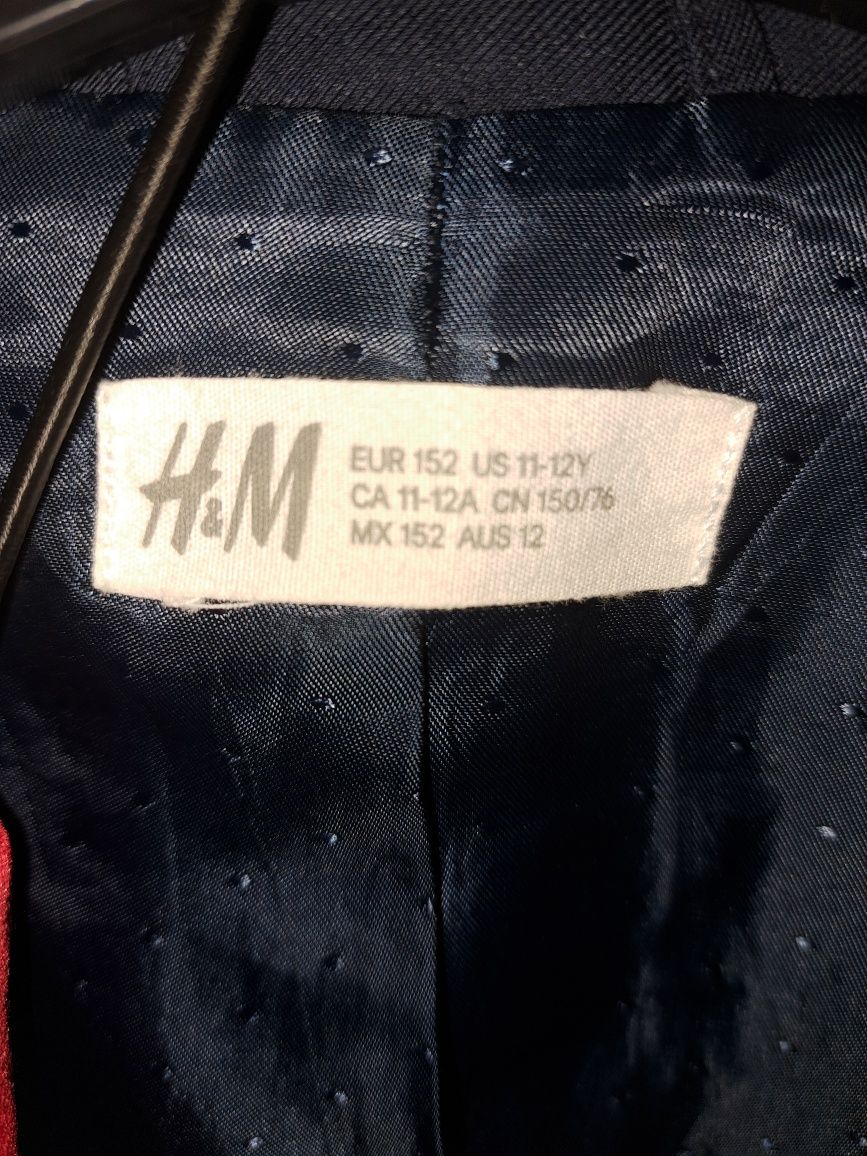 H&M
EUR 152 US 11-12Y
CA 11-12A CN 150/76
MX 152 AUS 12